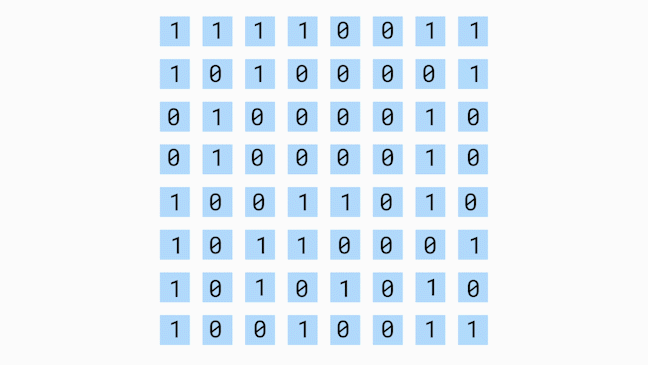 1 1 1 1 0 0 1 1
1 0 1 0 0 0 0 1
0 1 0 0 0 0 1 0
0 1 0 0 0 0 1 0
1 0 0 1 1 0 1 0
1 0 1 1 0 0 0 1
1 0 1 0 1 0 1 0
1 0 0 1 0 0 1 1